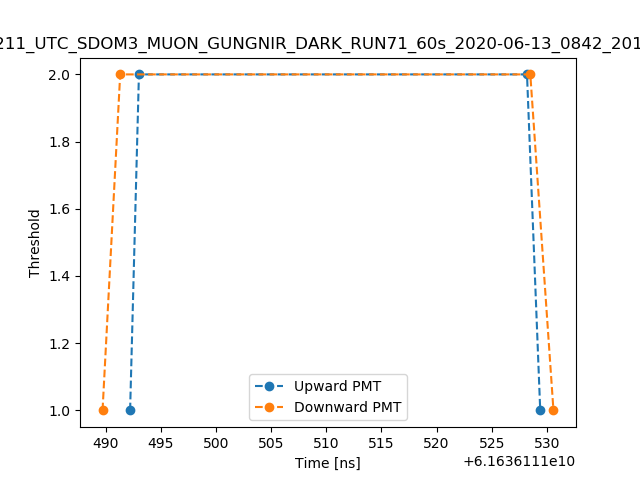 211_UTC_SDOM3_MUON_GUNGNIR_DARK_RUN71_60s_2020-06-13_0842_201
2.0
1.8
1.6
1.4
1.2
1.0
Threshold
Upward PMT
Downward PMT
490 495 500 505 510 515 520 525 530
Time [ns]
+6.1636111e10